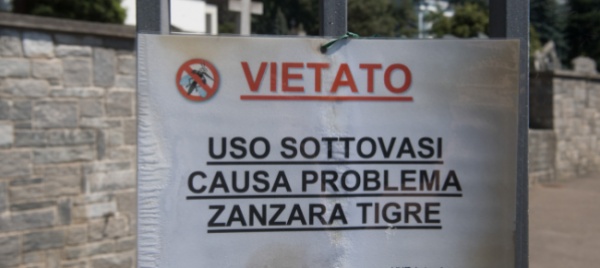 VIETATO
USO SOTTOVASI
CAUSA PROBLEMA
ZANZARA TIGRE